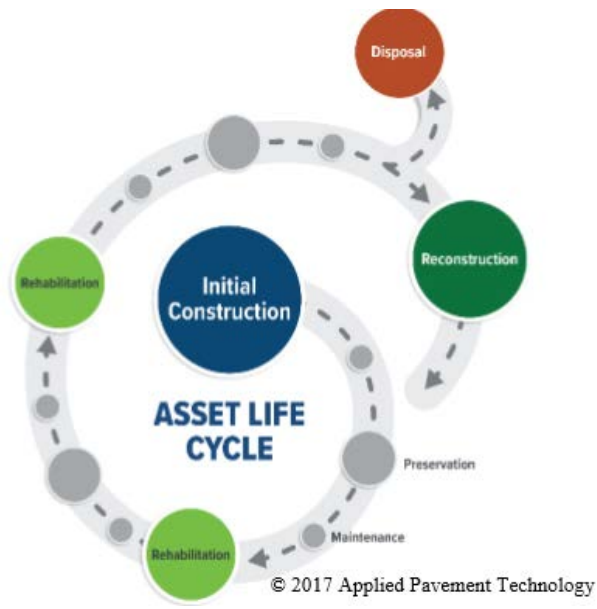 Disposal
Reconstruction
Rehabilitation
Initial
Construction
ASSET LIFE
CYCLE
Preservation
Maintenance
Rehabilitation
© 2017 Applied Pavement Technology